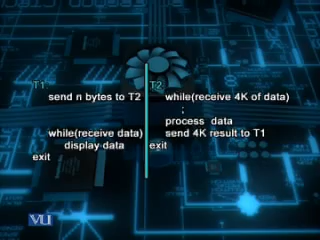 T1
send n bytes to T2
while(receive data)
display data
exit
T2
while(receive 4K of data)
;
process data
send 4K result to T1
exit
VU